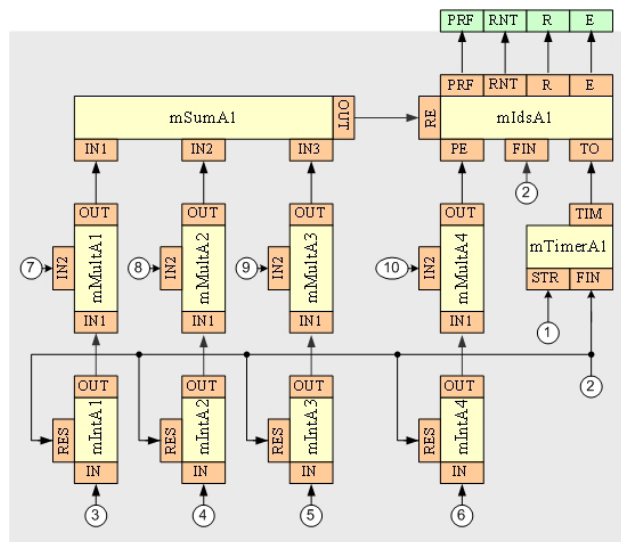 PRF RNT R E
PRF RNT R E
mSumA1 OUT RE mIdsA1
IN1 IN2 IN3 PE FIN TO
2
OUT OUT OUT OUT TIM
7 IN2 mMultA1 8 IN2 mMultA2 9 IN2 mMultA3 10 IN2 mMultA4 mTimerA1
STR FIN
IN1 IN1 IN1 IN1 1
OUT OUT OUT OUT 2
RES mIntA1 RES mIntA2 RES mIntA3 RES mIntA4
IN IN IN IN
3 4 5 6